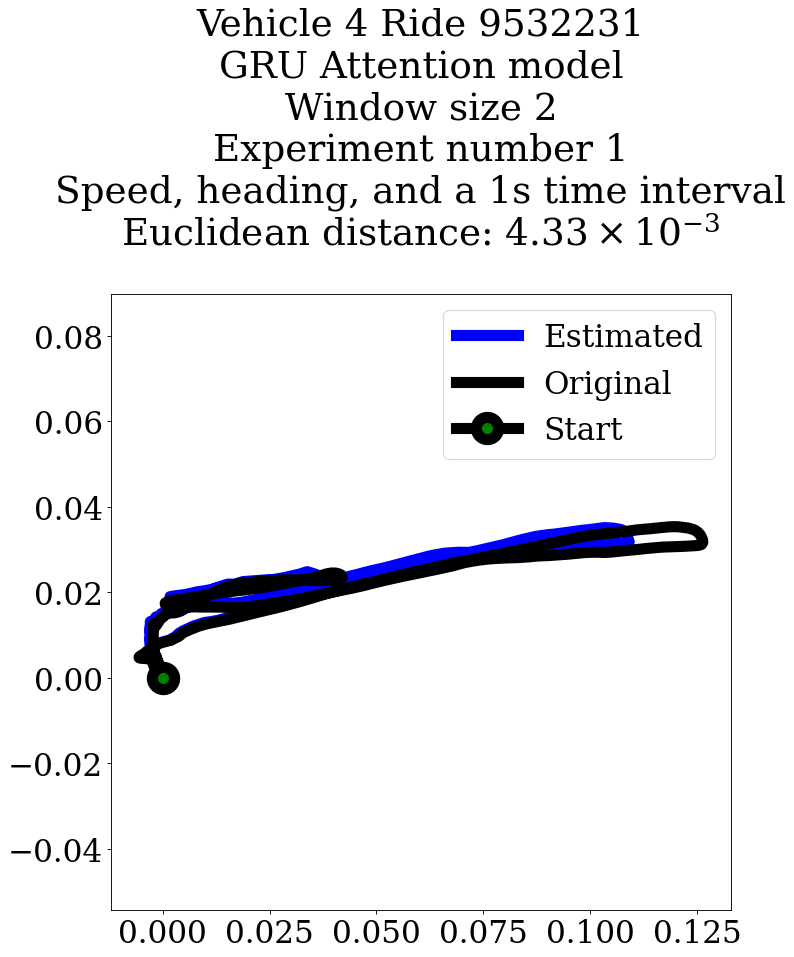 Vehicle 4 Ride 9532231
GRU Attention model
Window size 2
Experiment number 1
Speed, heading, and a 1s time interval
Euclidean distance: 4.33 × 10⁻³
Estimated
Original
Start
0.08
0.06
0.04
0.02
0.00
−0.02
−0.04
0.000 0.025 0.050 0.075 0.100 0.125